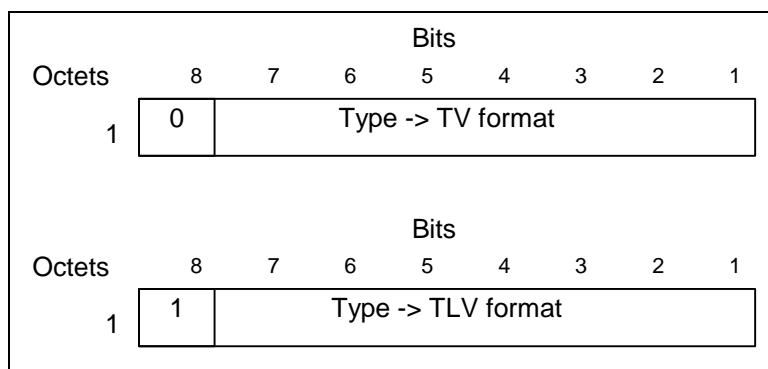 Bits
Octets 8 7 6 5 4 3 2 1
1 0 Type -> TV format
Bits
Octets 8 7 6 5 4 3 2 1
1 1 Type -> TLV format